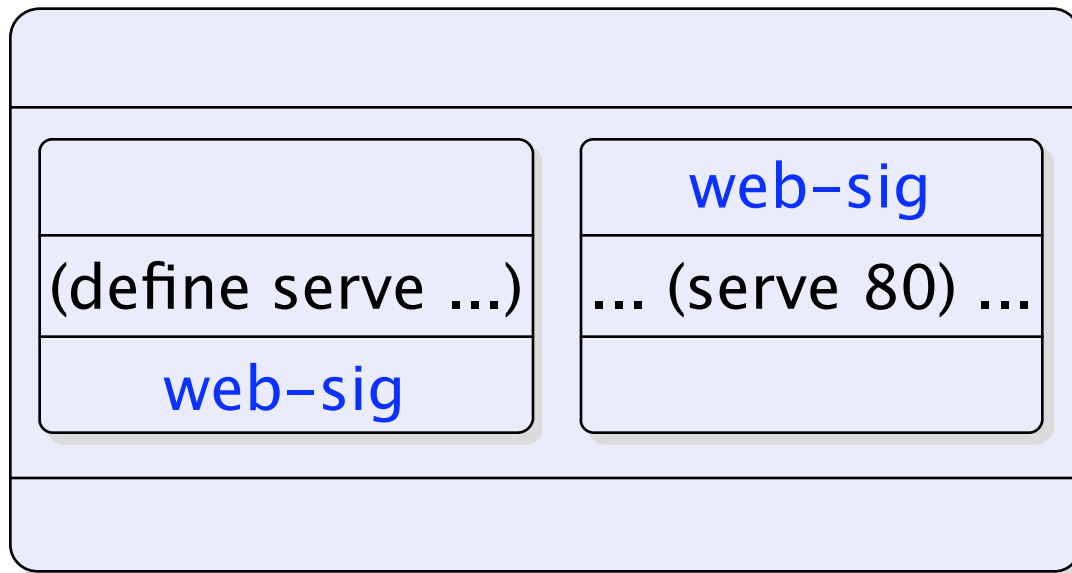 (define serve ...)
web-sig
web-sig
... (serve 80) ...